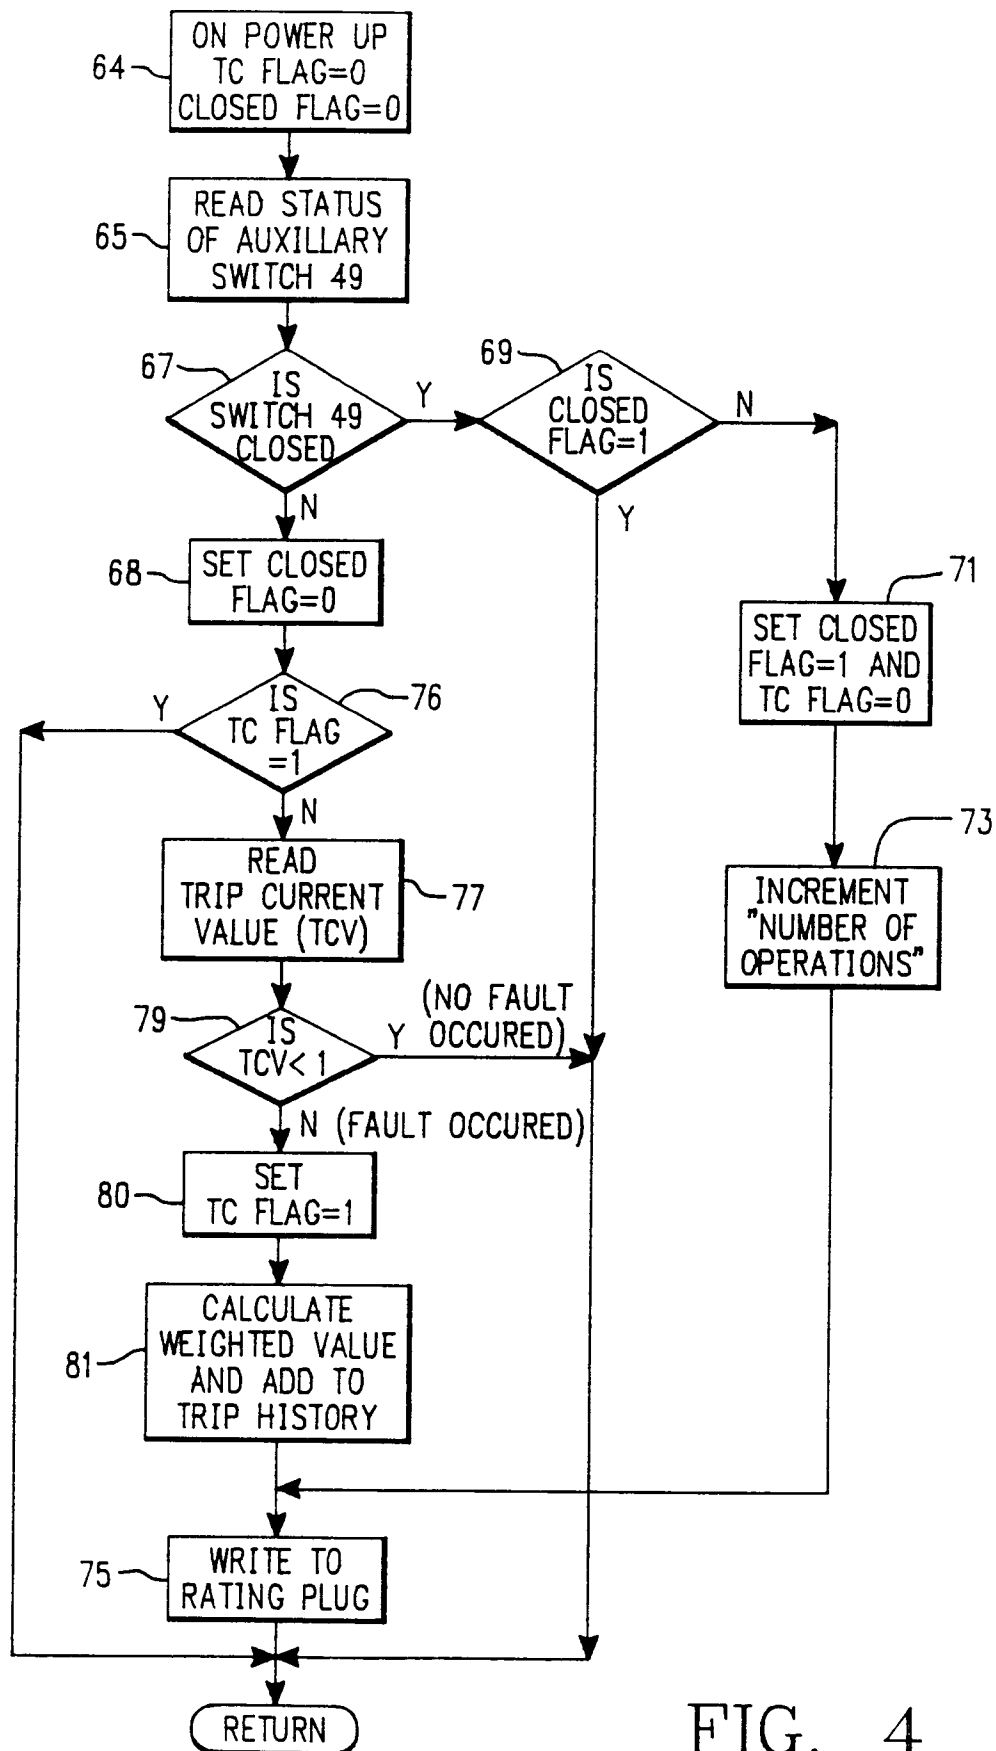 ON POWER UP
TC FLAG=0
CLOSED FLAG=0
64
READ STATUS
OF AUXILLARY
SWITCH 49
65
67
IS
SWITCH 49
CLOSED
Y
N
69
IS
CLOSED
FLAG=1
N
Y
68
SET CLOSED
FLAG=0
71
SET CLOSED
FLAG=1 AND
TC FLAG=0
76
IS
TC FLAG
=1
Y
N
READ
TRIP CURRENT
VALUE (TCV)
77
73
INCREMENT
"NUMBER OF
OPERATIONS"
79
IS
TCV< 1
Y
(NO FAULT
OCCURED)
N (FAULT OCCURED)
80
SET
TC FLAG=1
81
CALCULATE
WEIGHTED VALUE
AND ADD TO
TRIP HISTORY
75
WRITE TO
RATING PLUG
RETURN
FIG. 4